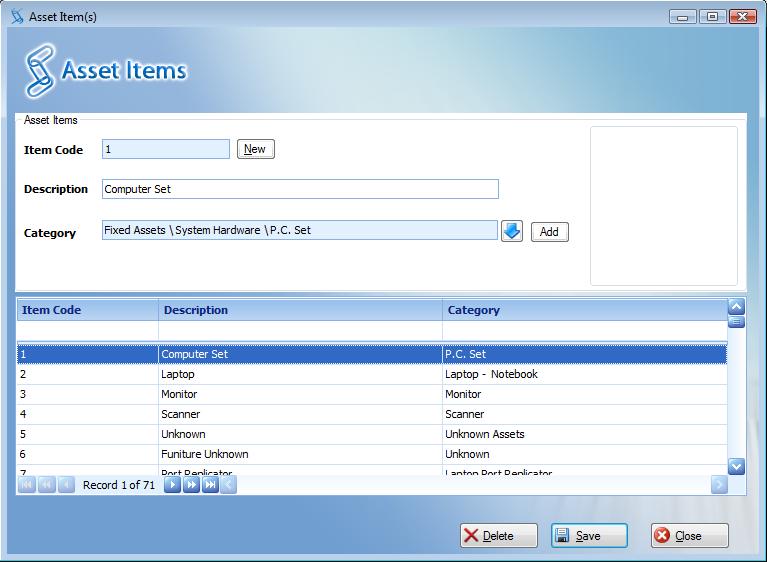 Asset Item(s)
Asset Items
Asset Items
Item Code 1 New
Description Computer Set
Category Fixed Assets \ System Hardware \ P.C. Set Add
Item Code Description Category
1 Computer Set P.C. Set
2 Laptop Laptop - Notebook
3 Monitor Monitor
4 Scanner Scanner
5 Unknown Unknown Assets
6 Funiture Unknown Unknown
7 Port Replicator Laptop Port Replicator
Record 1 of 71
Delete Save Close